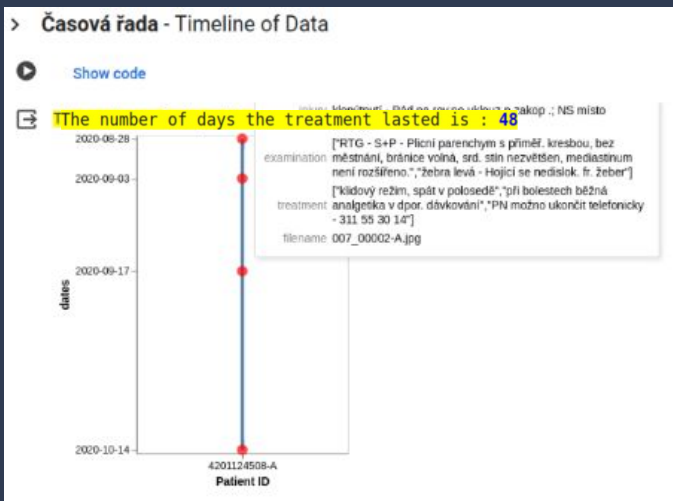 Časová řada - Timeline of Data
Show code
zakop .; NS místo
TThe number of days the treatment lasted is : 48
2020-08-28
["RTG - S+P - Plicní parenchym s přiměř. kresbou, bez
examination městnání, bránice volná, srd. stín nezvětšen, mediastinum
není rozšířeno.","žebra levá - Hojící se nedislok. fr. žeber"]
2020-09-03
["klidový režim, spát v polosedě","při bolestech běžná
treatment analgetika v dpor. dávkování","PN možno ukončit telefonicky
- 311 55 30 14"]
filename 007_00002-A.jpg
2020-09-17
dates
2020-10-14
4201124508-A
Patient ID